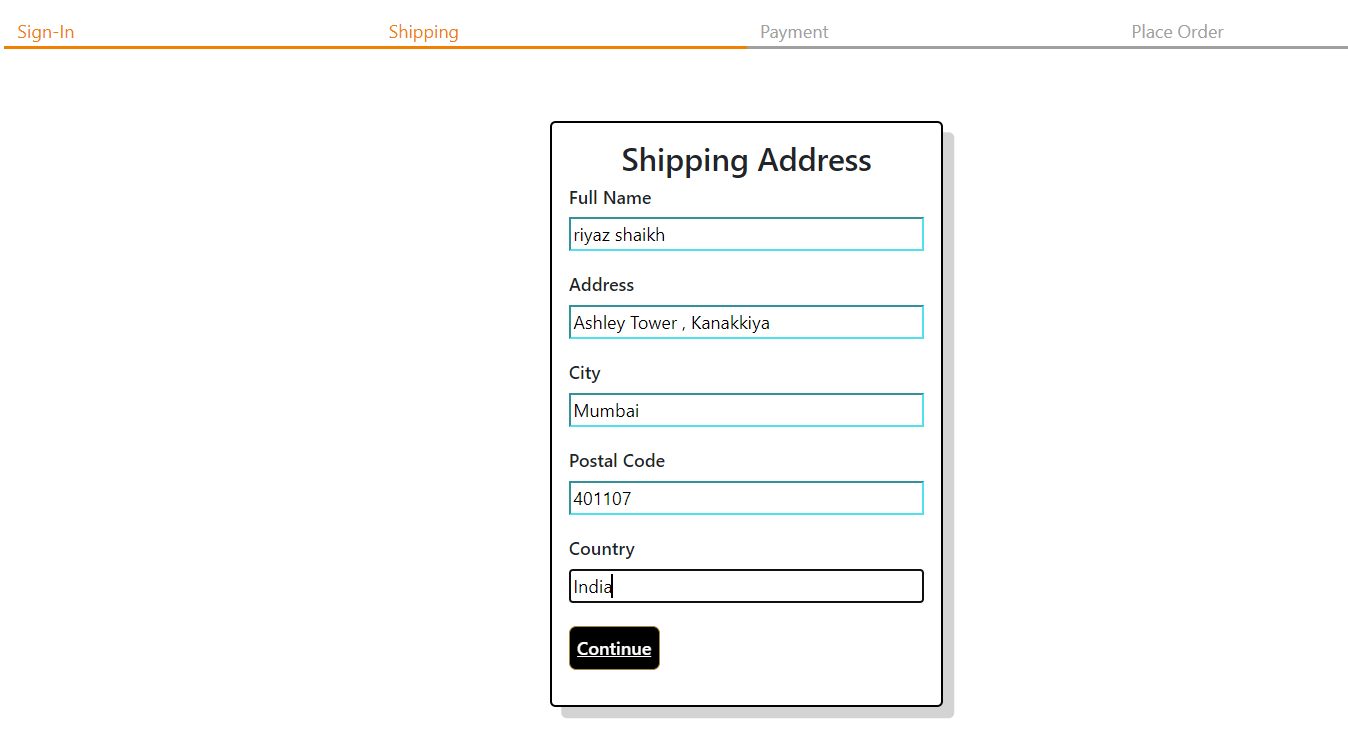 Sign-In Shipping Payment Place Order
Shipping Address
Full Name
riyaz shaikh
Address
Ashley Tower , Kanakkiya
City
Mumbai
Postal Code
401107
Country
India
Continue